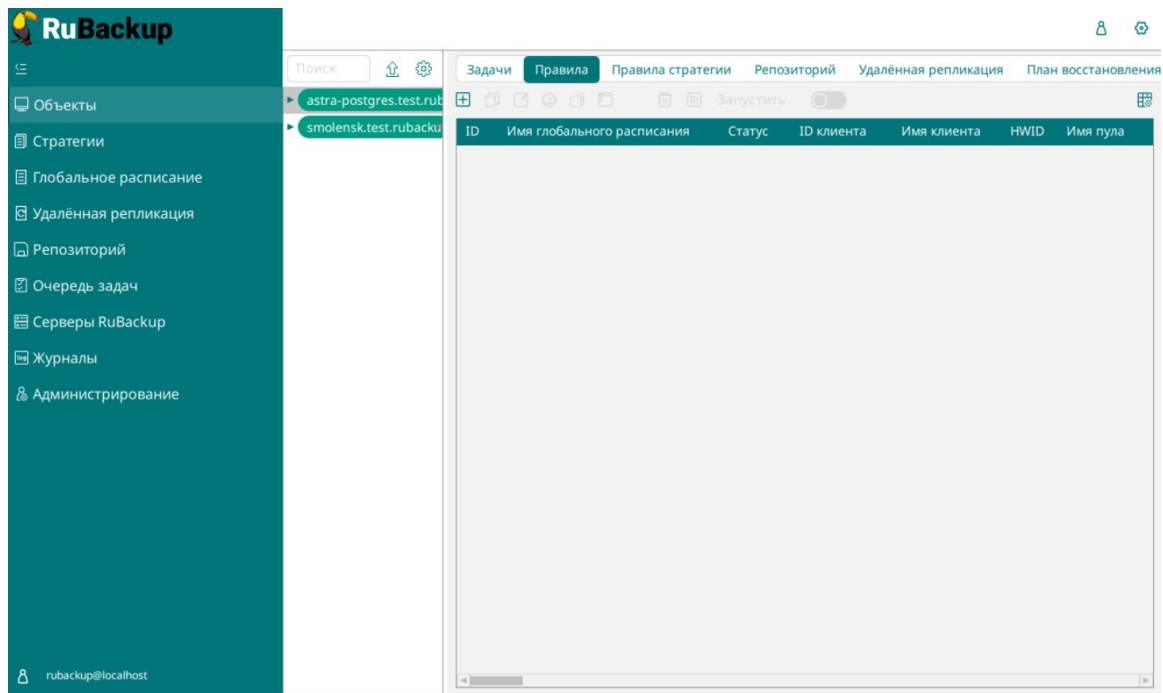 RuBackup
Поиск
Задачи Правила Правила стратегии Репозиторий Удалённая репликация План восстановления
Объекты
astra-postgres.test.rub
Запустить
smolensk.test.rubacku
ID Имя глобального расписания Статус ID клиента Имя клиента HWID Имя пула
Стратегии
Глобальное расписание
Удалённая репликация
Репозиторий
Очередь задач
Серверы RuBackup
Журналы
Администрирование
rubackup@localhost